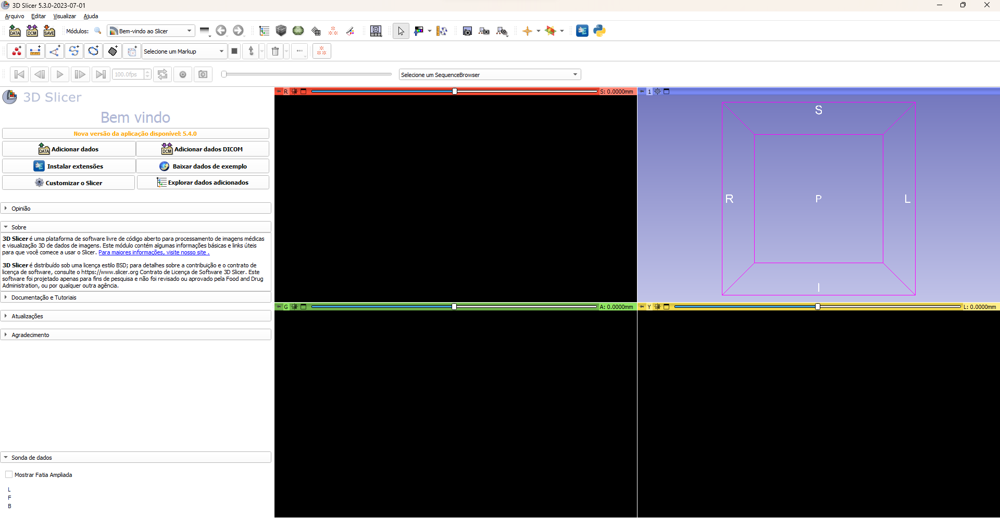 3D Slicer 5.3.0-2023-07-01
Arquivo Editar Visualizar Ajuda
DATA DCM SAVE Módulos: Bem-vindo ao Slicer
Selecione um Markup
100.0fps Selecione um SequenceBrowser
3D Slicer
Bem vindo
Nova versão da aplicação disponível: 5.4.0
DATA Adicionar dados DCM Adicionar dados DICOM
Instalar extensões Baixar dados de exemplo
Customizar o Slicer Explorar dados adicionados
Opinião
Sobre
3D Slicer é uma plataforma de software livre de código aberto para processamento de imagens médicas
e visualização 3D de dados de imagens. Este módulo contém algumas informações básicas e links úteis
para que você comece a usar o Slicer. Para maiores informações, visite nosso site .
3D Slicer é distribuído sob uma licença estilo BSD; para detalhes sobre a contribuição e o contrato de
licença de software, consulte o https://www.slicer.org Contrato de Licença de Software 3D Slicer. Este
software foi projetado apenas para fins de pesquisa e não foi revisado ou aprovado pela Food and Drug
Administration, ou por qualquer outra agência.
Documentação e Tutoriais
Atualizações
Agradecimento
Sonda de dados
Mostrar Fatia Ampliada
L
F
B
R S: 0.0000mm
1
S
R P L
I
G A: 0.0000mm
Y L: 0.0000mm